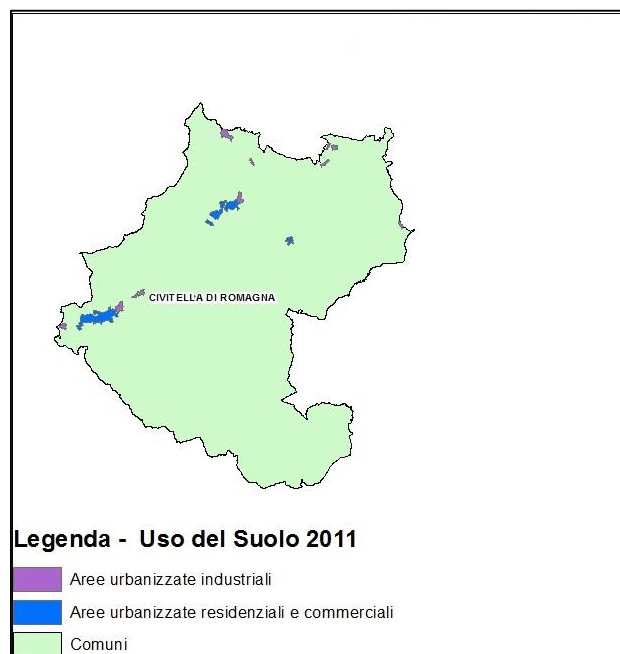 CIVITELLA DI ROMAGNA
Legenda - Uso del Suolo 2011
Aree urbanizzate industriali
Aree urbanizzate residenziali e commerciali
Comuni